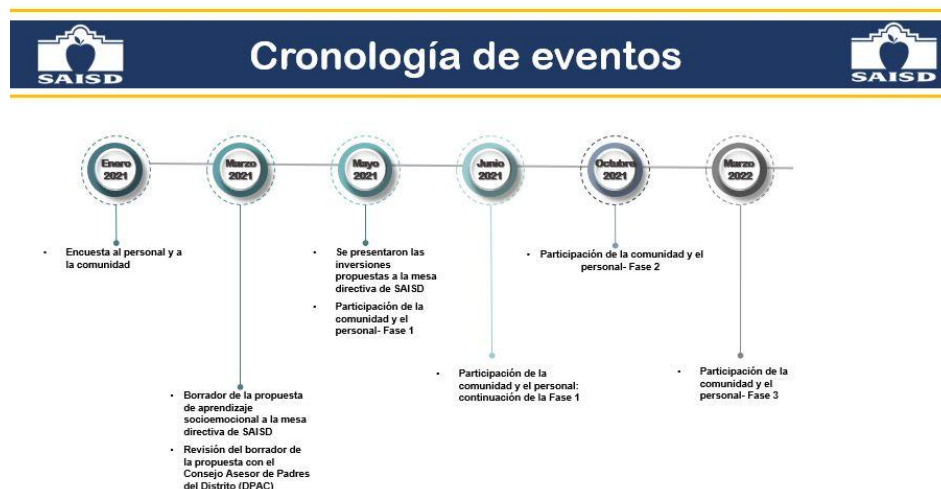 SAISD
Cronología de eventos
SAISD
Enero
2021
Marzo
2021
Mayo
2021
Junio
2021
Octubre
2021
Marzo
2022
• Encuesta al personal y a
la comunidad
• Borrador de la propuesta
de aprendizaje
socioemocional a la mesa
directiva de SAISD
• Revisión del borrador de
la propuesta con el
Consejo Asesor de Padres
del Distrito (DPAC)
• Se presentaron las
inversiones
propuestas a la mesa
directiva de SAISD
• Participación de la
comunidad y el
personal- Fase 1
• Participación de la
comunidad y el personal:
continuación de la Fase 1
• Participación de la comunidad y el
personal- Fase 2
• Participación de la
comunidad y el
personal- Fase 3